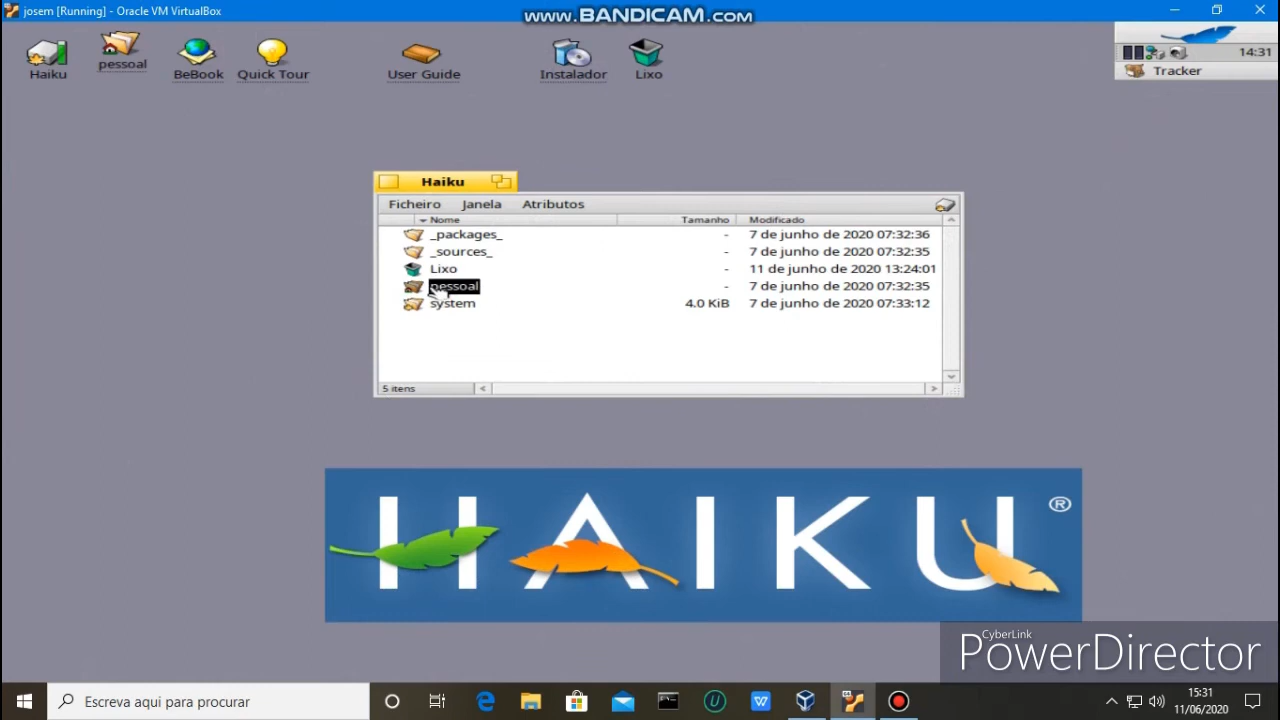 josem [Running] - Oracle VM VirtualBox
www.BANDICAM.com
Haiku
pessoal
BeBook
Quick Tour
User Guide
Instalador
Lixo
14:31
Tracker
Haiku
Ficheiro Janela Atributos
Nome Tamanho Modificado
_packages_ - 7 de junho de 2020 07:32:36
_sources_ - 7 de junho de 2020 07:32:35
Lixo - 11 de junho de 2020 13:24:01
pessoal - 7 de junho de 2020 07:32:35
system 4.0 KiB 7 de junho de 2020 07:33:12
5 itens
HAIKU®
CyberLink
PowerDirector
Escreva aqui para procurar
15:31
11/06/2020